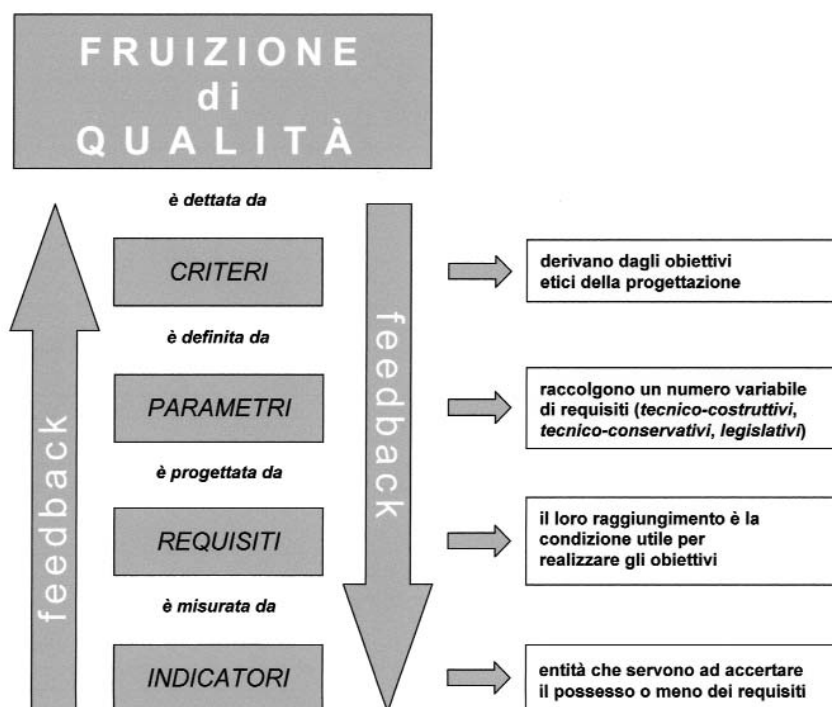 FRUIZIONE
di
QUALITÀ
è dettata da
CRITERI
derivano dagli obiettivi
etici della progettazione
è definita da
PARAMETRI
raccolgono un numero variabile
di requisiti (tecnico-costruttivi,
tecnico-conservativi, legislativi)
è progettata da
REQUISITI
il loro raggiungimento è la
condizione utile per
realizzare gli obiettivi
è misurata da
INDICATORI
entità che servono ad accertare
il possesso o meno dei requisiti
feedback
feedback